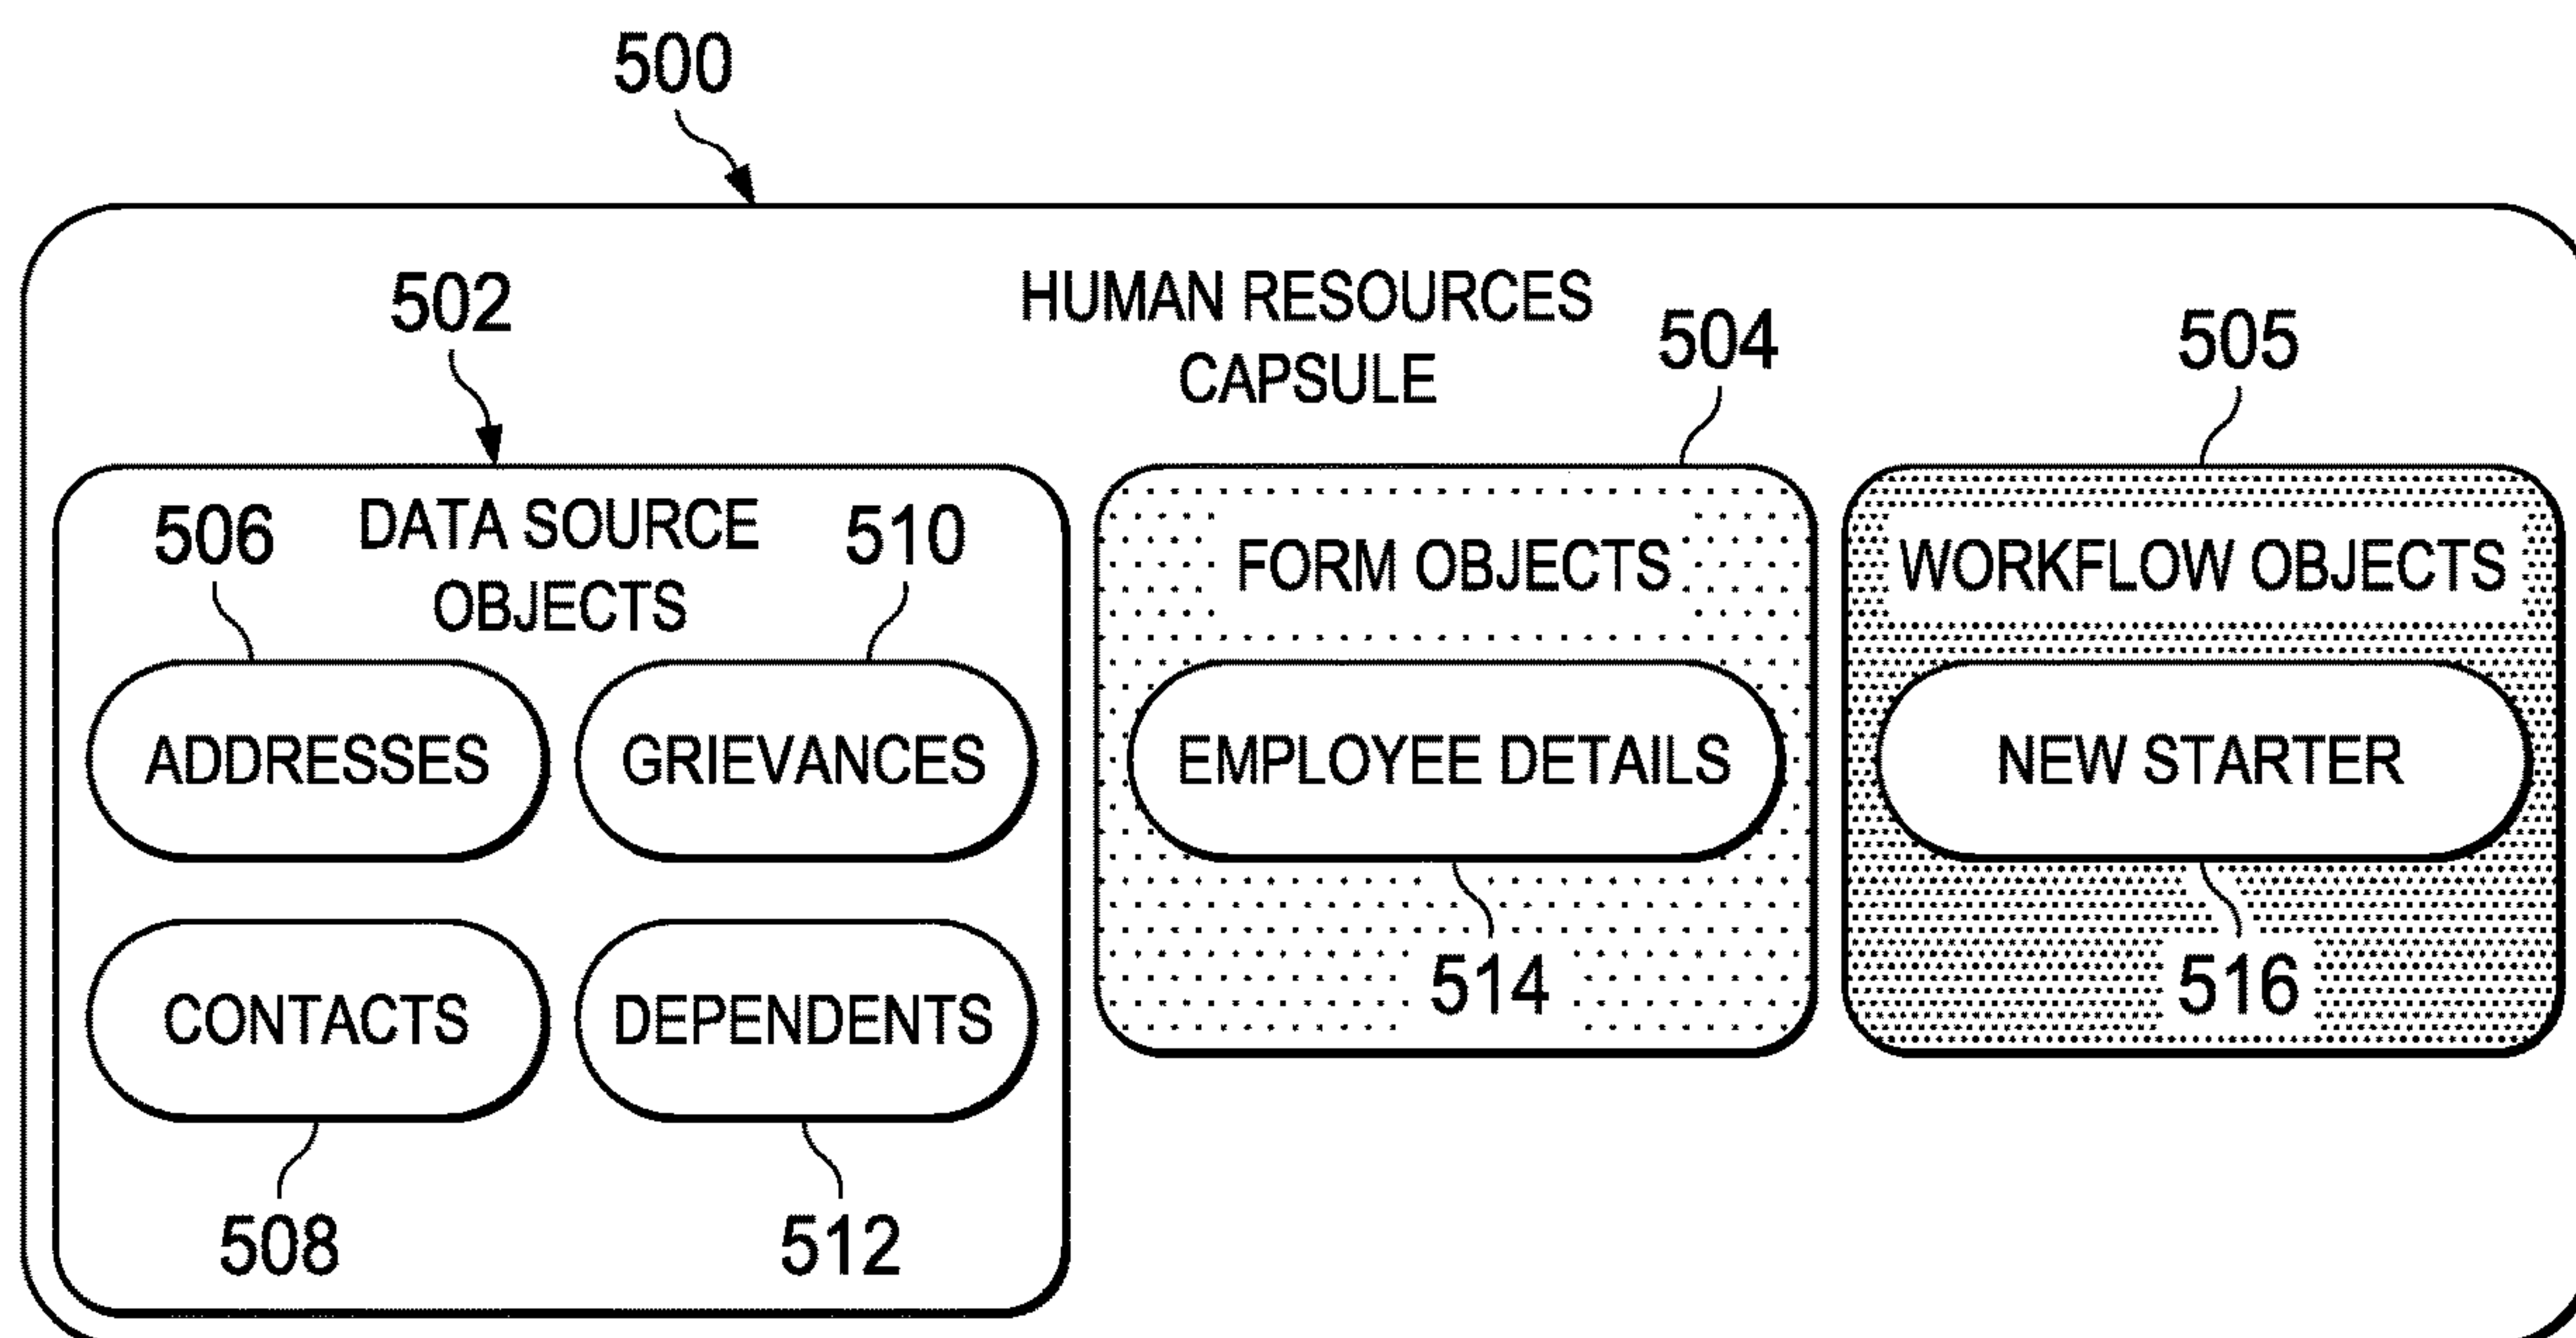 500
HUMAN RESOURCES
CAPSULE
502
504
505
DATA SOURCE
OBJECTS
506
510
ADDRESSES
GRIEVANCES
CONTACTS
DEPENDENTS
508
512
FORM OBJECTS
EMPLOYEE DETAILS
514
WORKFLOW OBJECTS
NEW STARTER
516